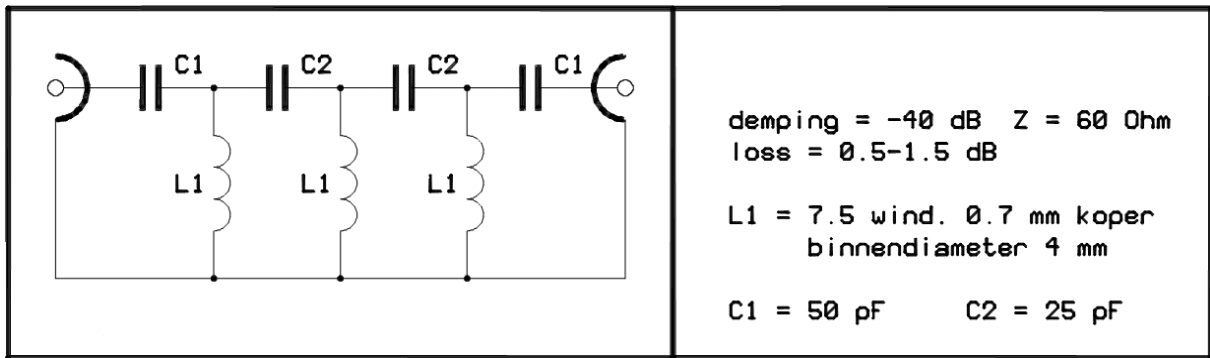 C1 C2 C2 C1
L1 L1 L1
demping = -40 dB Z = 60 Ohm
loss = 0.5-1.5 dB
L1 = 7.5 wind. 0.7 mm koper
binnendiameter 4 mm
C1 = 50 pF C2 = 25 pF